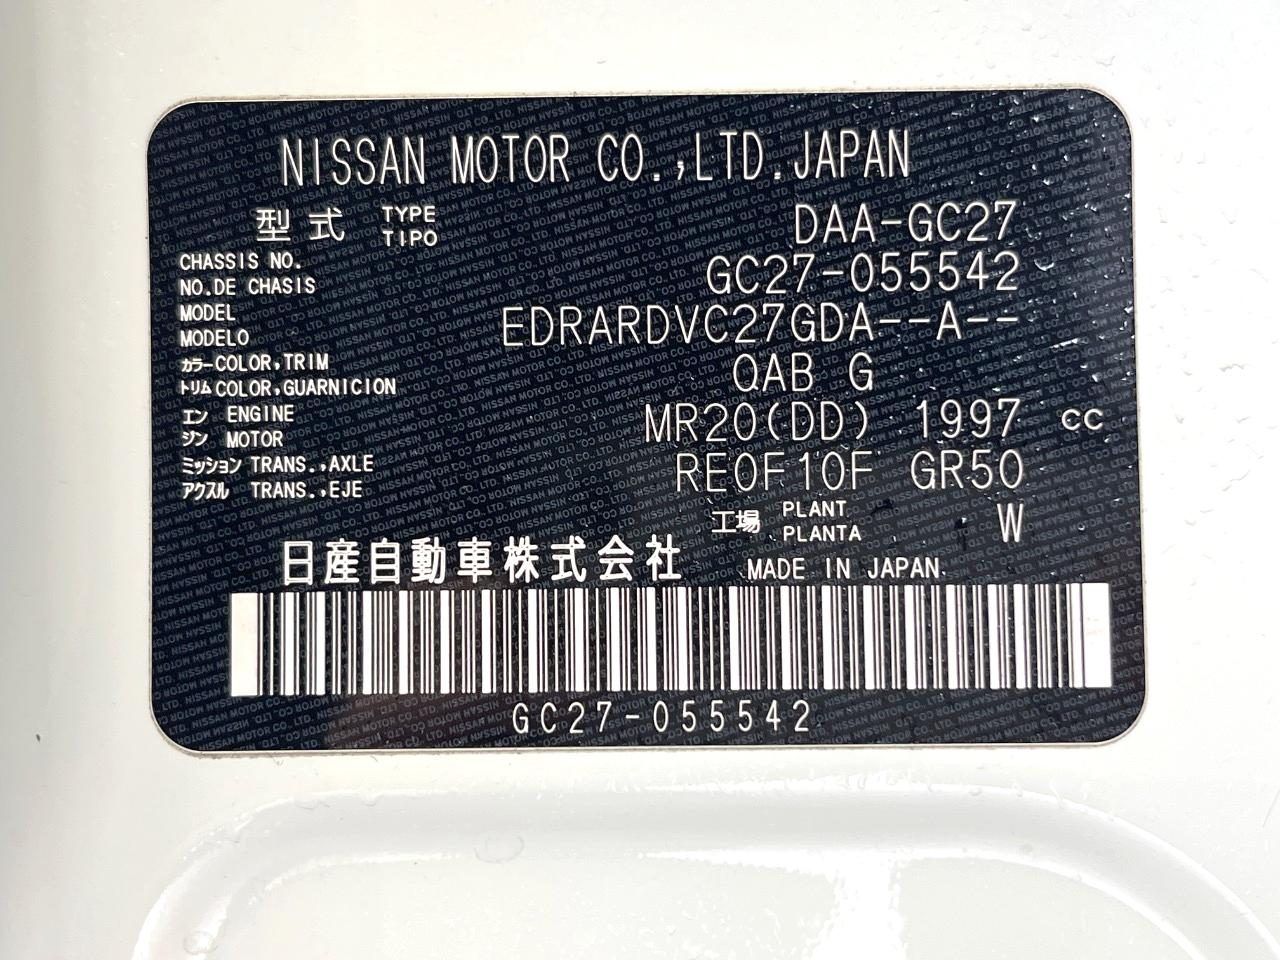 NISSAN MOTOR CO.,LTD.JAPAN
型式 TYPE TIPO DAA-GC27
CHASSIS NO.
NO.DE CHASIS GC27-055542
MODEL
MODELO EDRARDVC27GDA--A--
カラー COLOR,TRIM
トリム COLOR,GUARNICION QAB G
エン ENGINE
ジン MOTOR MR20(DD) 1997 cc
ミッション TRANS.,AXLE
アクスル TRANS.,EJE RE0F10F GR50
工場 PLANT PLANTA W
日産自動車株式会社 MADE IN JAPAN
GC27-055542